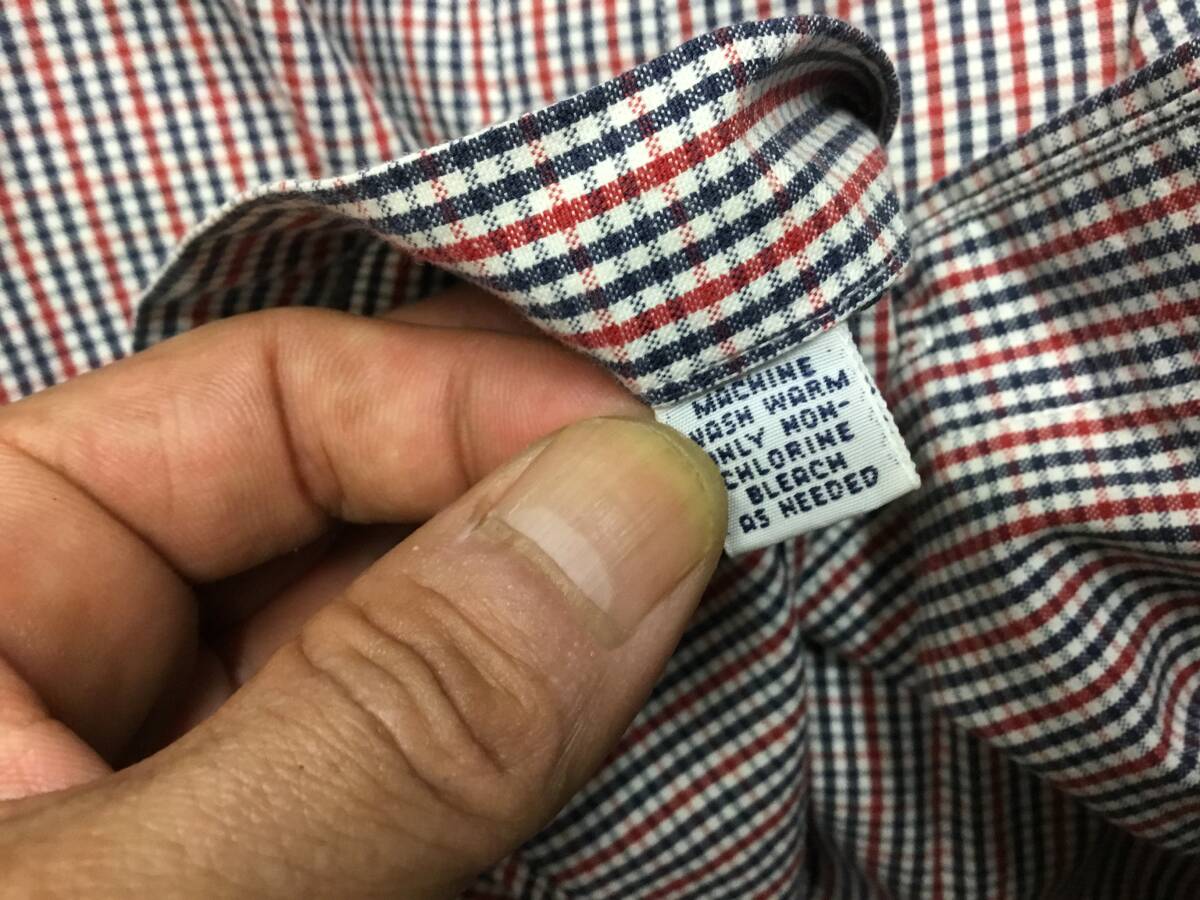 MACHINE
WASH WARM
ONLY NON-
CHLORINE
BLEACH
AS NEEDED